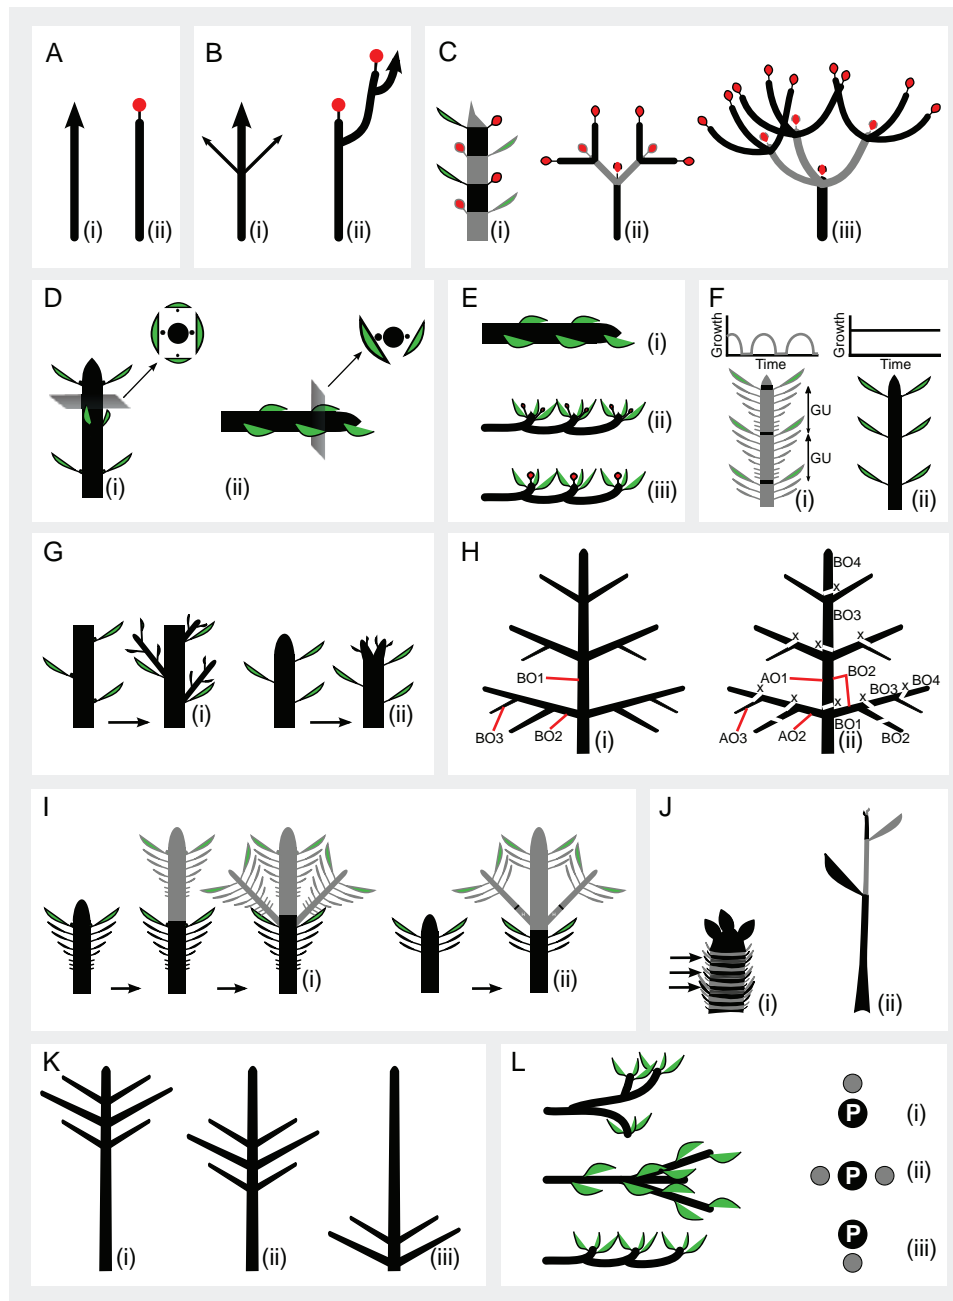 A
(i)
(ii)
B
(i)
(ii)
C
(i)
(ii)
(iii)
D
(i)
(ii)
E
(i)
(ii)
(iii)
F
Growth
Time
GU
GU
(i)
Growth
Time
(ii)
G
(i)
(ii)
H
BO1
BO3
BO2
(i)
BO4
x
BO3
x
x
x
AO1
BO2
BO3
BO4
x
x
x
x
AO3
AO2
BO1
BO2
(ii)
I
(i)
(ii)
J
(i)
(ii)
K
(i)
(ii)
(iii)
L
P
(i)
P
(ii)
P
(iii)